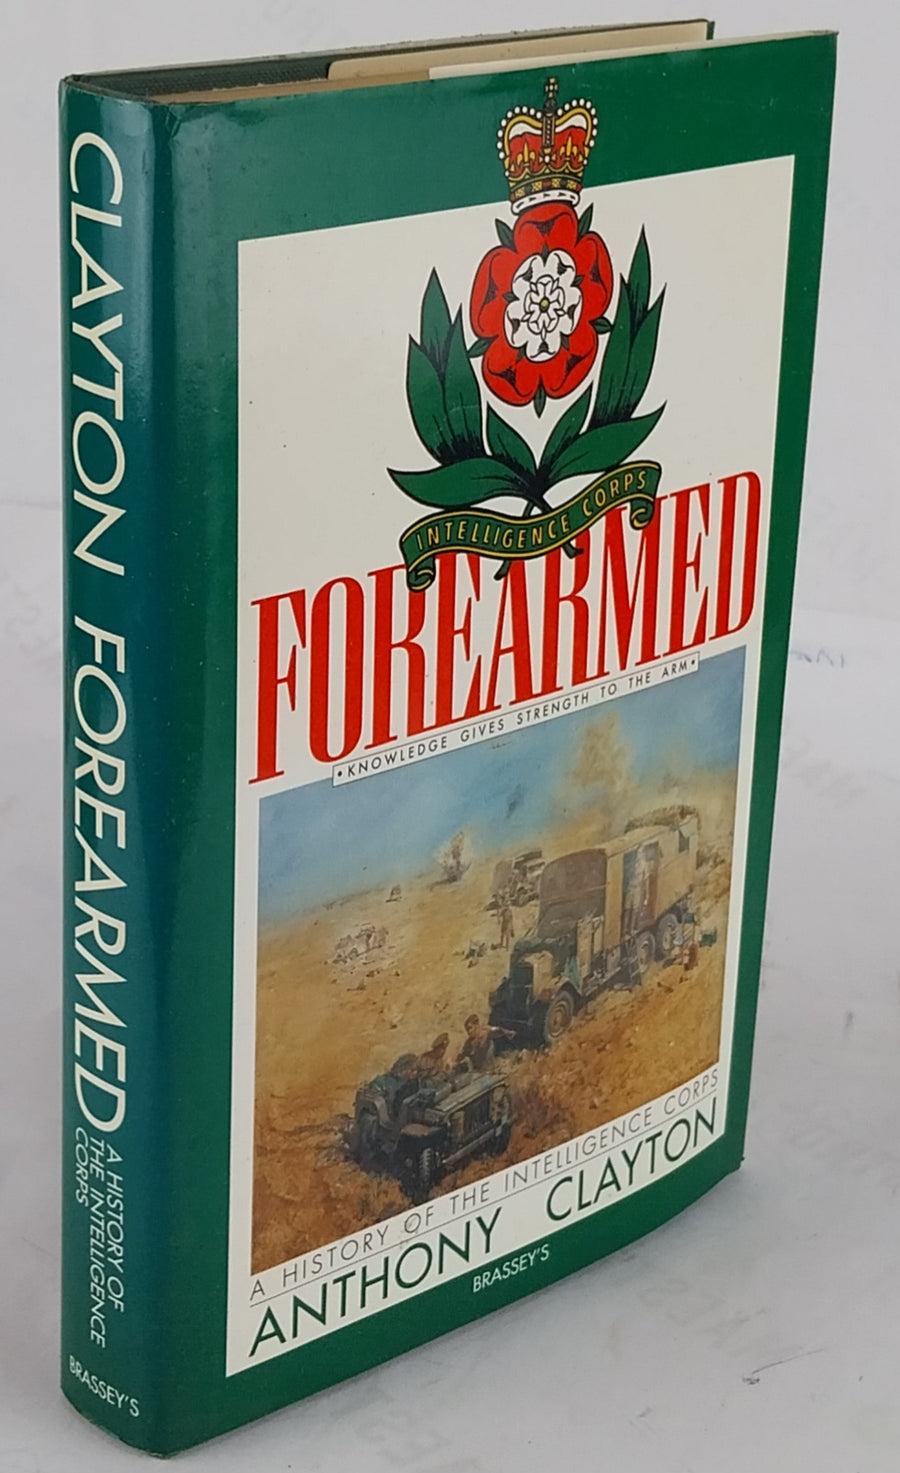 CLAYTON FOREARMED
A HISTORY OF
THE INTELLIGENCE
CORPS
BRASSEY'S
INTELLIGENCE CORPS
FOREARMED
•KNOWLEDGE GIVES STRENGTH TO THE ARM•
A HISTORY OF THE INTELLIGENCE CORPS
ANTHONY CLAYTON
BRASSEY'S